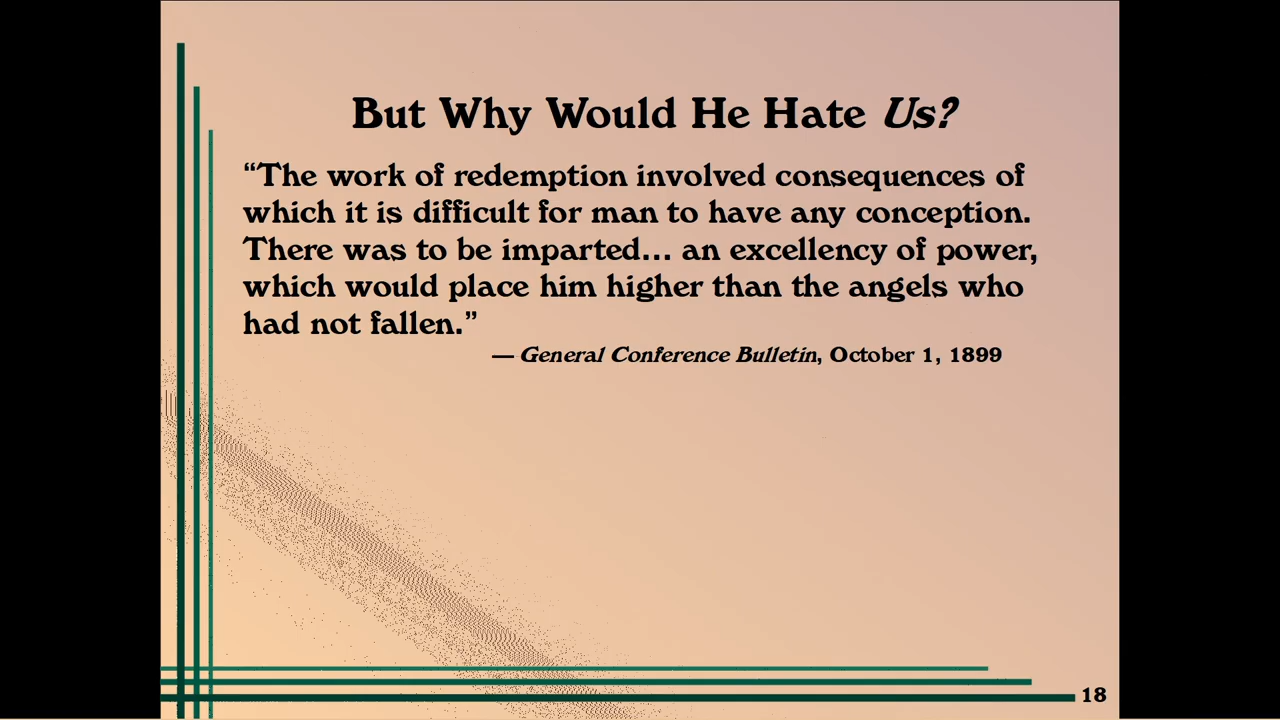 But Why Would He Hate Us?
“The work of redemption involved consequences of
which it is difficult for man to have any conception.
There was to be imparted... an excellency of power,
which would place him higher than the angels who
had not fallen.”
— General Conference Bulletin, October 1, 1899
18